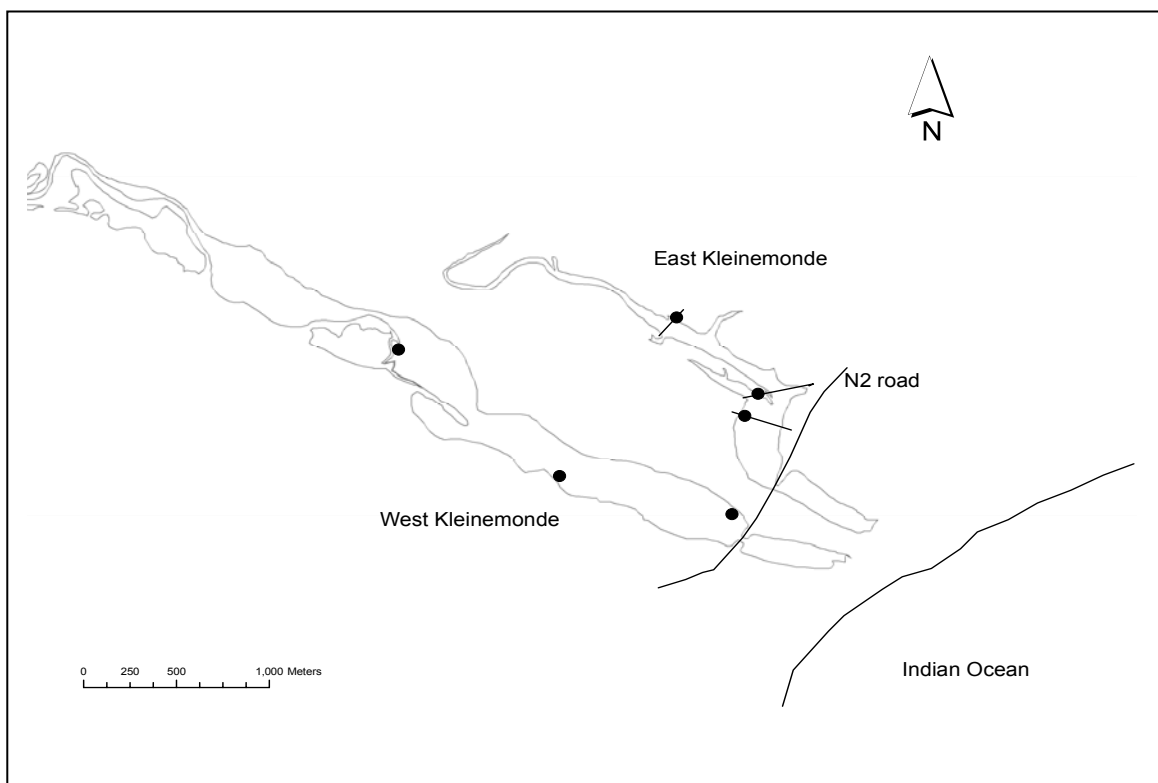 N
East Kleinemonde
N2 road
West Kleinemonde
Indian Ocean
0 250 500 1,000 Meters